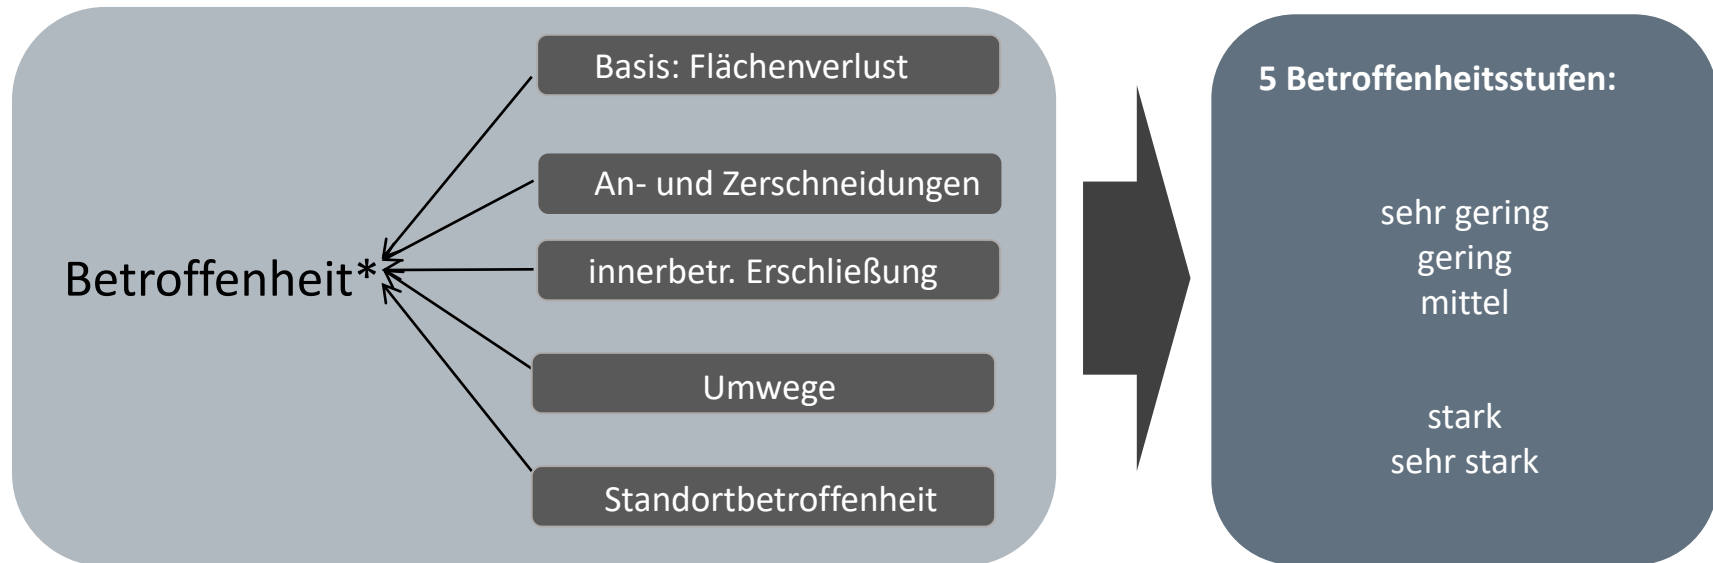 Betroffenheit*
Basis: Flächenverlust
An- und Zerschneidungen
innerbetr. Erschließung
Umwege
Standortbetroffenheit
5 Betroffenheitsstufen:
sehr gering
gering
mittel
stark
sehr stark